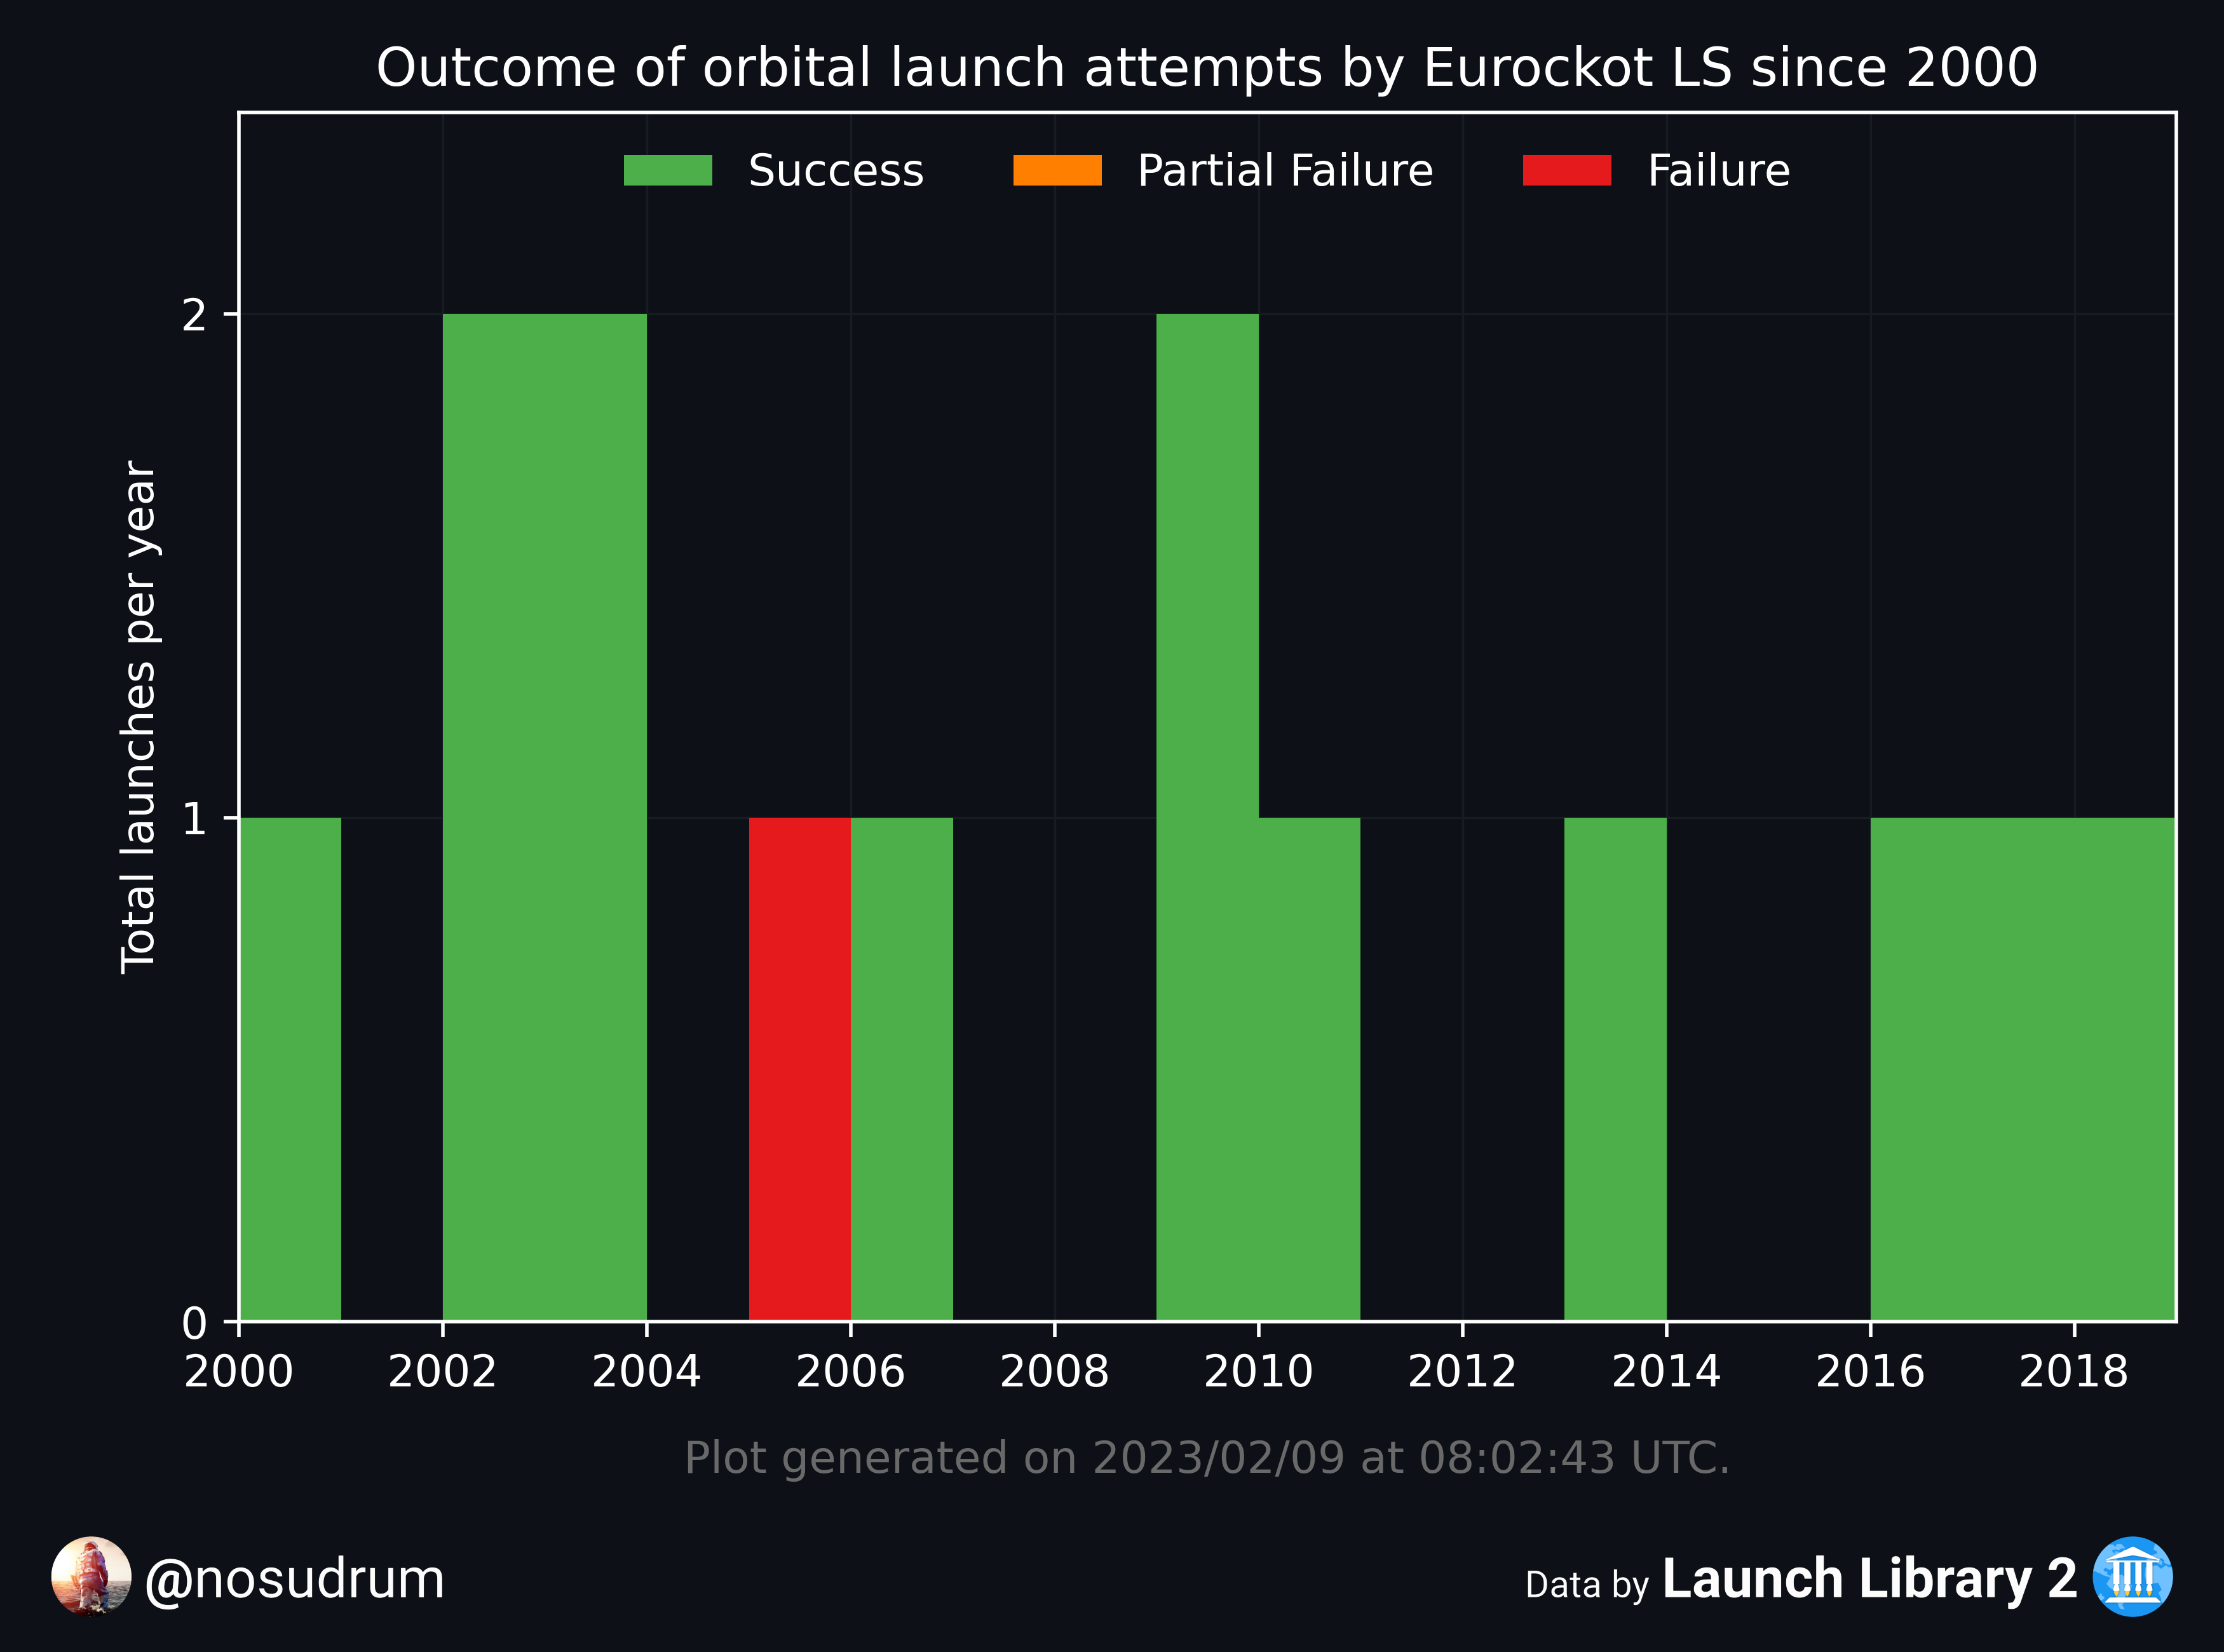 Outcome of orbital launch attempts by Eurockot LS since 2000
Success Partial Failure Failure
Total launches per year
2
1
0
2000 2002 2004 2006 2008 2010 2012 2014 2016 2018
Plot generated on 2023/02/09 at 08:02:43 UTC.
@nosudrum
Data by Launch Library 2